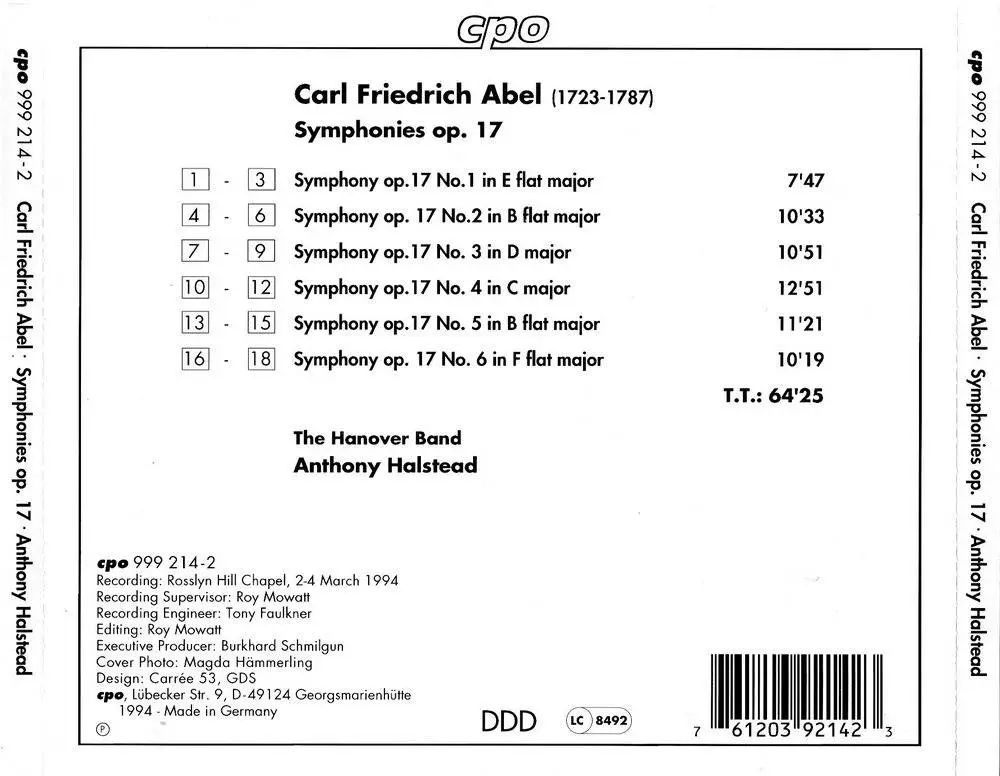 cpo
cpo 999 214-2 Carl Friedrich Abel · Symphonies op. 17 · Anthony Halstead
Carl Friedrich Abel (1723-1787)
Symphonies op. 17
1 - 3 Symphony op.17 No.1 in E flat major 7'47
4 - 6 Symphony op. 17 No.2 in B flat major 10'33
7 - 9 Symphony op.17 No. 3 in D major 10'51
10 - 12 Symphony op.17 No. 4 in C major 12'51
13 - 15 Symphony op.17 No. 5 in B flat major 11'21
16 - 18 Symphony op. 17 No. 6 in F flat major 10'19
T.T.: 64'25
The Hanover Band
Anthony Halstead
cpo 999 214-2
Recording: Rosslyn Hill Chapel, 2-4 March 1994
Recording Supervisor: Roy Mowatt
Recording Engineer: Tony Faulkner
Editing: Roy Mowatt
Executive Producer: Burkhard Schmilgun
Cover Photo: Magda Hämmerling
Design: Carrée 53, GDS
cpo, Lübecker Str. 9, D-49124 Georgsmarienhütte
1994 - Made in Germany
℗
DDD
LC 8492
7 61203 92142 3
cpo 999 214-2 Carl Friedrich Abel · Symphonies op. 17 · Anthony Halstead